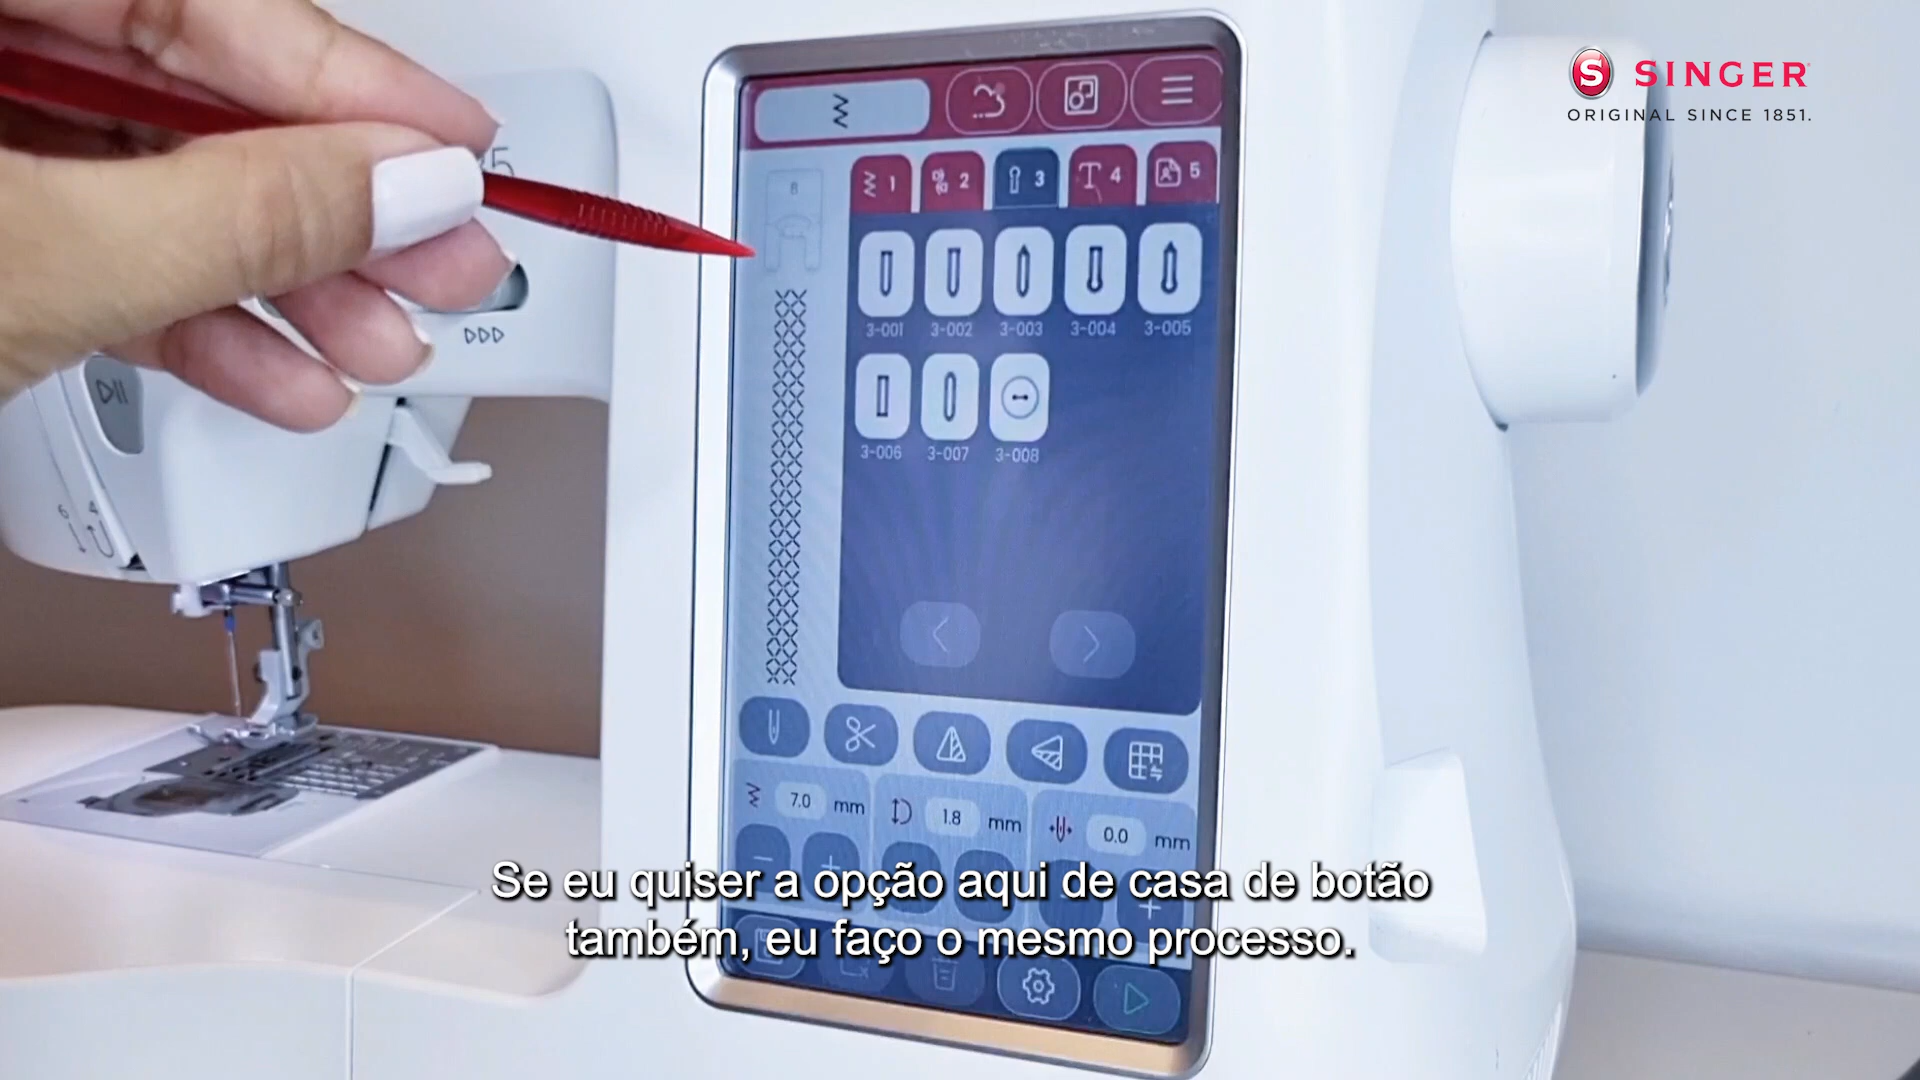 SINGER
ORIGINAL SINCE 1851.
B
1
2
3
4
5
3-001
3-002
3-003
3-004
3-005
3-006
3-007
3-008
7.0 mm
1.8 mm
0.0 mm
6 4
Se eu quiser a opção aqui de casa de botão
também, eu faço o mesmo processo.